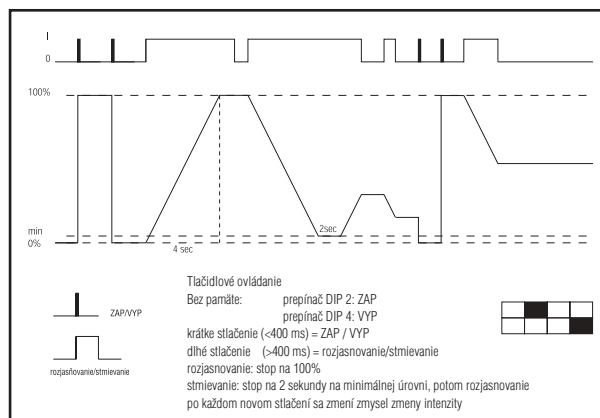 I
0
100%
min
0%
4 sec
2sec
Tlačidlové ovládanie
Bez pamäte: prepínač DIP 2: ZAP
prepínač DIP 4: VYP
krátke stlačenie (<400 ms) = ZAP / VYP
dlhé stlačenie (>400 ms) = rozjasnovanie/stmievanie
rozjasnovanie: stop na 100%
stmievanie: stop na 2 sekundy na minimálnej úrovni, potom rozjasnovanie
po každom novom stlačení sa zmení zmysel zmeny intenzity
ZAP/VYP
rozjasňovanie/stmievanie